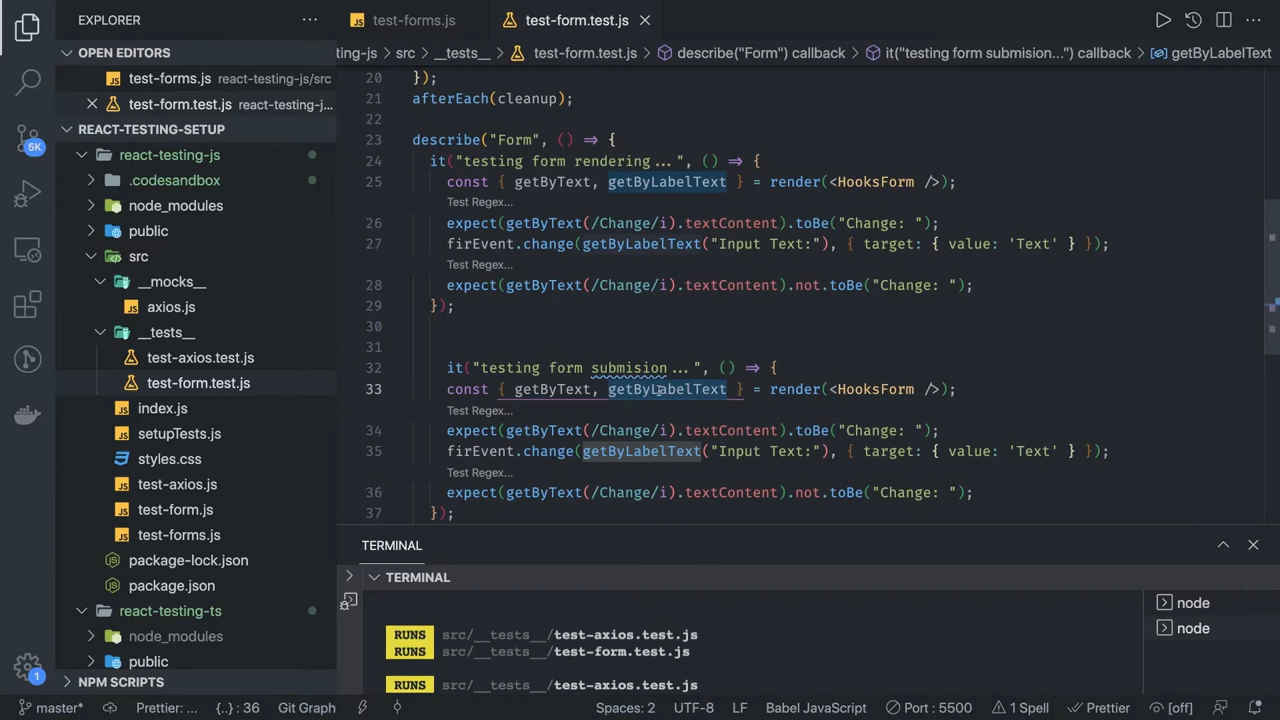 EXPLORER
OPEN EDITORS
test-forms.js react-testing-js/src
test-form.test.js react-testing-j...
REACT-TESTING-SETUP
react-testing-js
.codesandbox
node_modules
public
src
__mocks__
axios.js
__tests__
test-axios.test.js
test-form.test.js
index.js
setupTests.js
styles.css
test-axios.js
test-form.js
test-forms.js
package-lock.json
package.json
react-testing-ts
node_modules
public
NPM SCRIPTS
5K
1
test-forms.js
test-form.test.js
ting-js > src > __tests__ > test-form.test.js > describe("Form") callback > it("testing form submision...") callback > getByLabelText
20 });
21 afterEach(cleanup);
22
23 describe("Form", () => {
24 it("testing form rendering...", () => {
25 const { getByText, getByLabelText } = render(<HooksForm />);
Test Regex...
26 expect(getByText(/Change/i).textContent).toBe("Change: ");
27 firEvent.change(getByLabelText("Input Text:"), { target: { value: 'Text' } });
Test Regex...
28 expect(getByText(/Change/i).textContent).not.toBe("Change: ");
29 });
30
31
32 it("testing form submision...", () => {
33 const { getByText, getByLabelText } = render(<HooksForm />);
Test Regex...
34 expect(getByText(/Change/i).textContent).toBe("Change: ");
35 firEvent.change(getByLabelText("Input Text:"), { target: { value: 'Text' } });
Test Regex...
36 expect(getByText(/Change/i).textContent).not.toBe("Change: ");
37 });
TERMINAL
TERMINAL
RUNS src/__tests__/test-axios.test.js
RUNS src/__tests__/test-form.test.js
RUNS src/__tests__/test-axios.test.js
node
node
master* Prettier: ... {..} : 36 Git Graph Spaces: 2 UTF-8 LF Babel JavaScript Port : 5500 1 Spell Prettier [off]